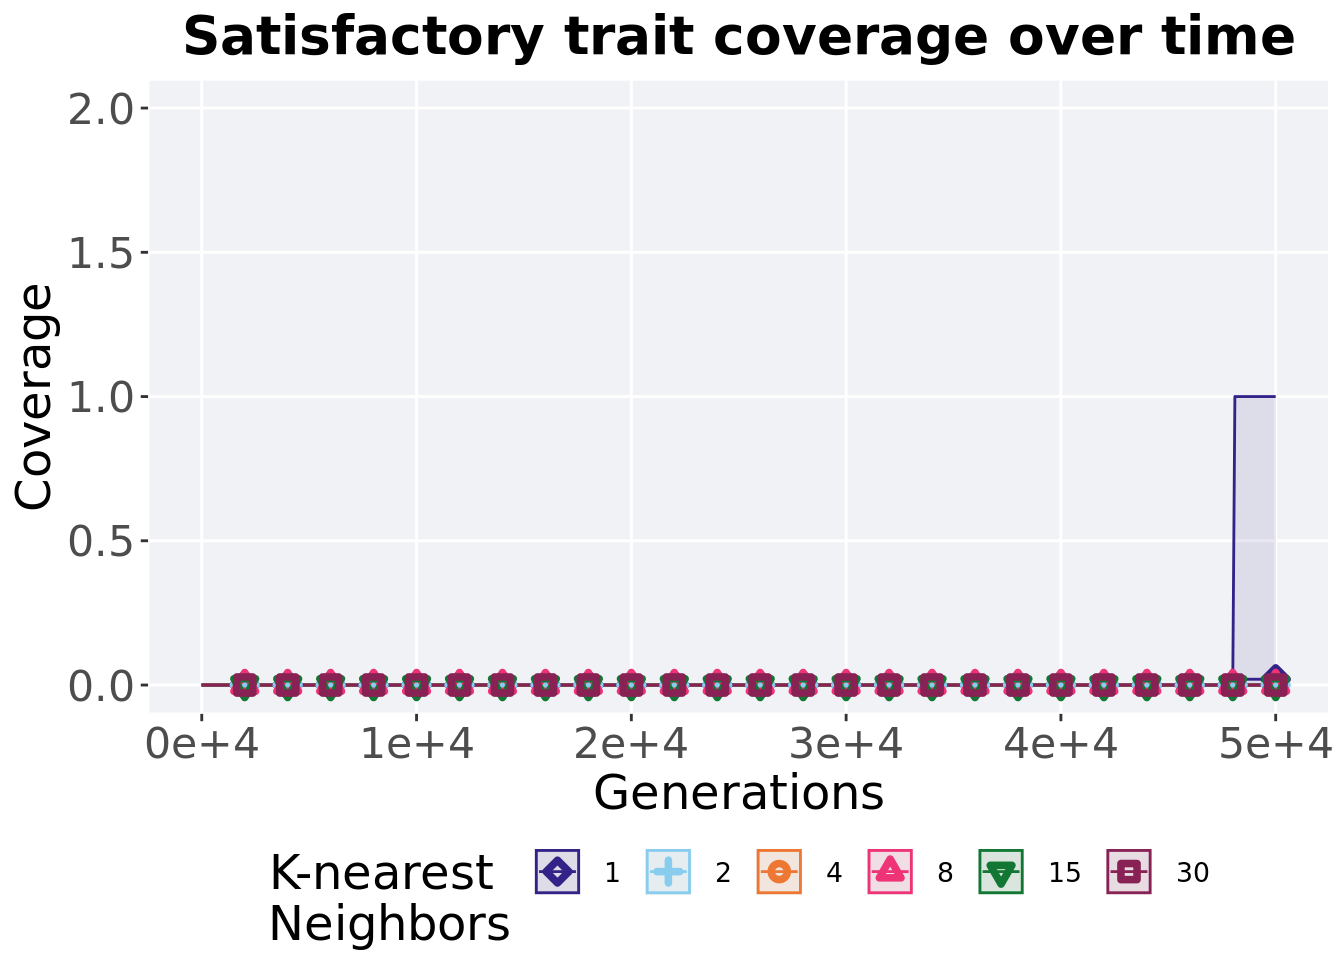 Satisfactory trait coverage over time
Coverage
2.0
1.5
1.0
0.5
0.0
0e+4 1e+4 2e+4 3e+4 4e+4 5e+4
Generations
K-nearest
Neighbors
1 2 4 8 15 30